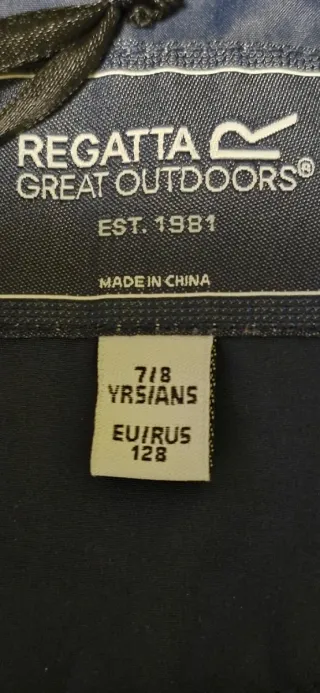 REGATTA
GREAT OUTDOORS®
EST. 1981
MADE IN CHINA
7/8
YRS/ANS
EU/RUS
128